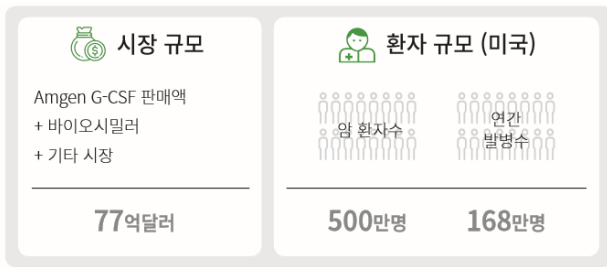 시장 규모
Amgen G-CSF 판매액
+ 바이오시밀러
+ 기타 시장
77억달러
환자 규모 (미국)
암 환자수
500만명
연간
발병수
168만명